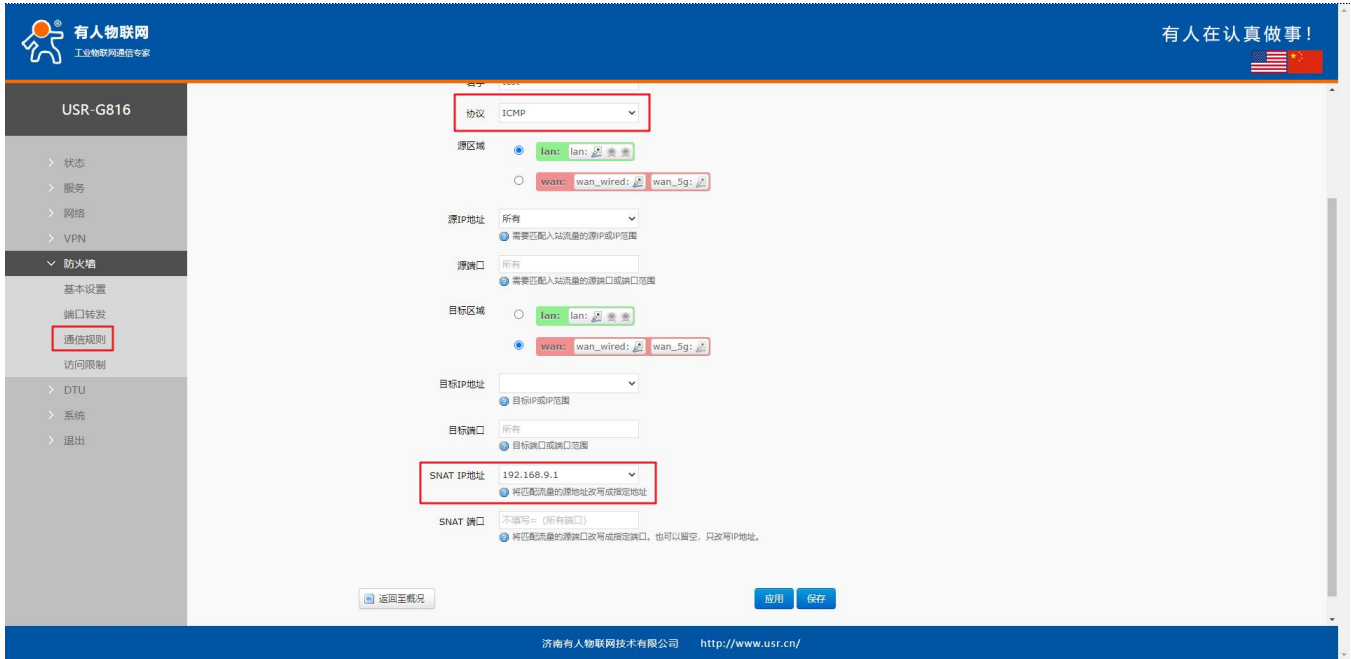 有人物联网
®
工业物联网通信专家
有人在认真做事！
USR-G816
状态
服务
网络
VPN
防火墙
基本设置
端口转发
通信规则
访问限制
DTU
系统
退出
名字 test
协议 ICMP
源区域 lan: lan:
wan: wan_wired: wan_5g:
源IP地址 所有
需要匹配入站流量的源IP或IP范围
源端口 所有
需要匹配入站流量的源端口或端口范围
目标区域 lan: lan:
wan: wan_wired: wan_5g:
目标IP地址
目标IP或IP范围
目标端口 所有
目标端口或端口范围
SNAT IP地址 192.168.9.1
将匹配流量的源地址改写成指定地址
SNAT 端口 不填写=（所有端口）
将匹配流量的源端口改写成指定端口。也可以留空，只改写IP地址。
返回至概况 应用 保存
济南有人物联网技术有限公司 http://www.usr.cn/